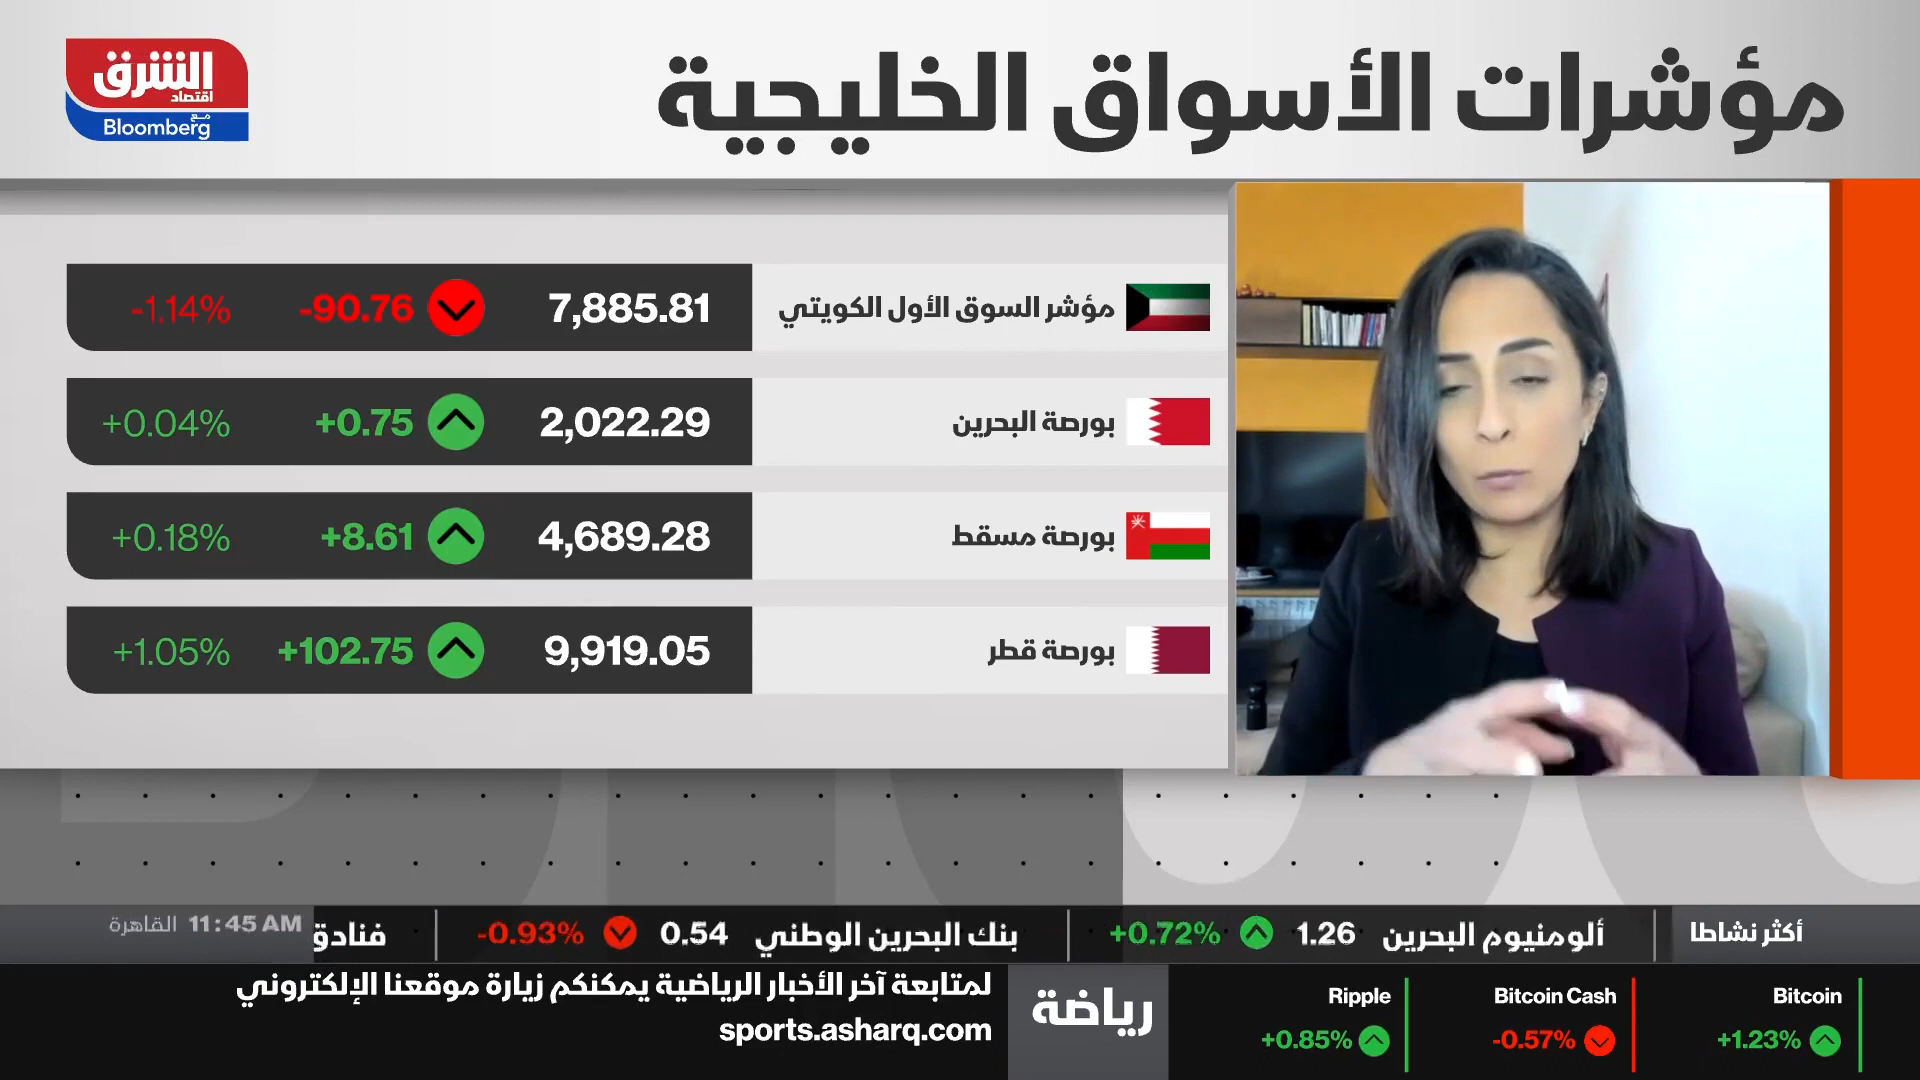 مؤشرات الأسواق الخليجية
الشرق
اقتصاد
مع
Bloomberg
مؤشر السوق الأول الكويتي 7,885.81 -90.76 -1.14%
بورصة البحرين 2,022.29 +0.75 +0.04%
بورصة مسقط 4,689.28 +8.61 +0.18%
بورصة قطر 9,919.05 +102.75 +1.05%
أكثر نشاطا ألومنيوم البحرين 1.26 +0.72% بنك البحرين الوطني 0.54 -0.93% فنادق 11:45 AM القاهرة
Bitcoin +1.23%
Bitcoin Cash -0.57%
Ripple +0.85%
رياضة
لمتابعة آخر الأخبار الرياضية يمكنكم زيارة موقعنا الإلكتروني
sports.asharq.com